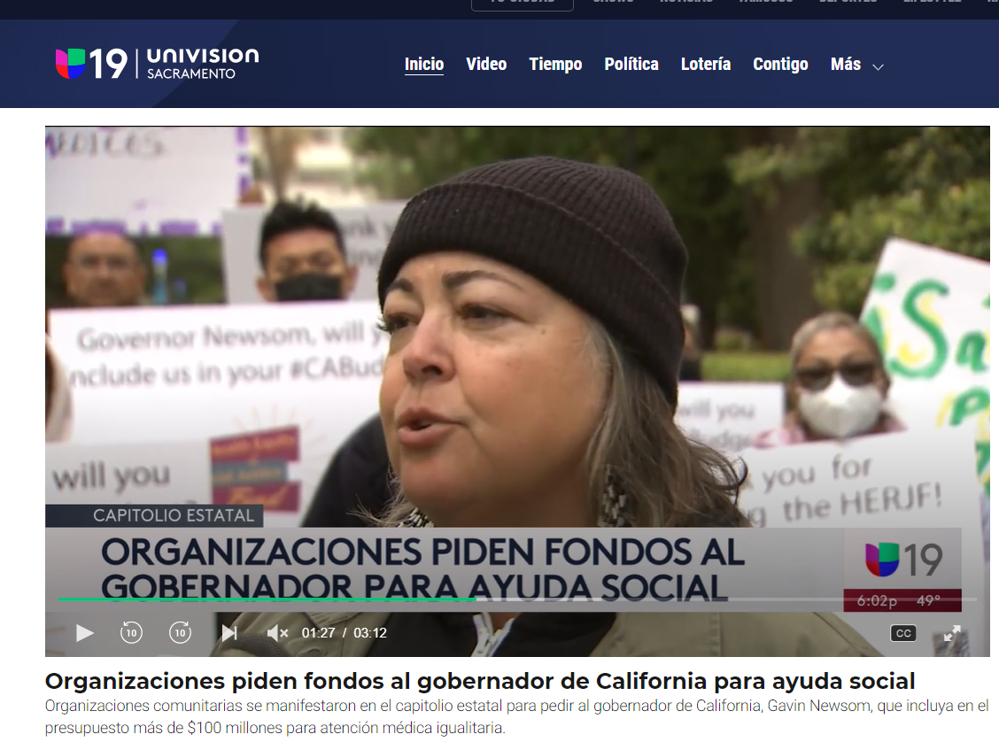 19 UNIVISION
SACRAMENTO
Inicio Video Tiempo Política Lotería Contigo Más
Governor Newsom, will
include us in your #CABud
will you
will you
you for
the HERJF!
CAPITOLIO ESTATAL
ORGANIZACIONES PIDEN FONDOS AL
GOBERNADOR PARA AYUDA SOCIAL
19
6:02p 49°
10 10 01:27 / 03:12 CC
Organizaciones piden fondos al gobernador de California para ayuda social
Organizaciones comunitarias se manifestaron en el capitolio estatal para pedir al gobernador de California, Gavin Newsom, que incluya en el
presupuesto más de $100 millones para atención médica igualitaria.